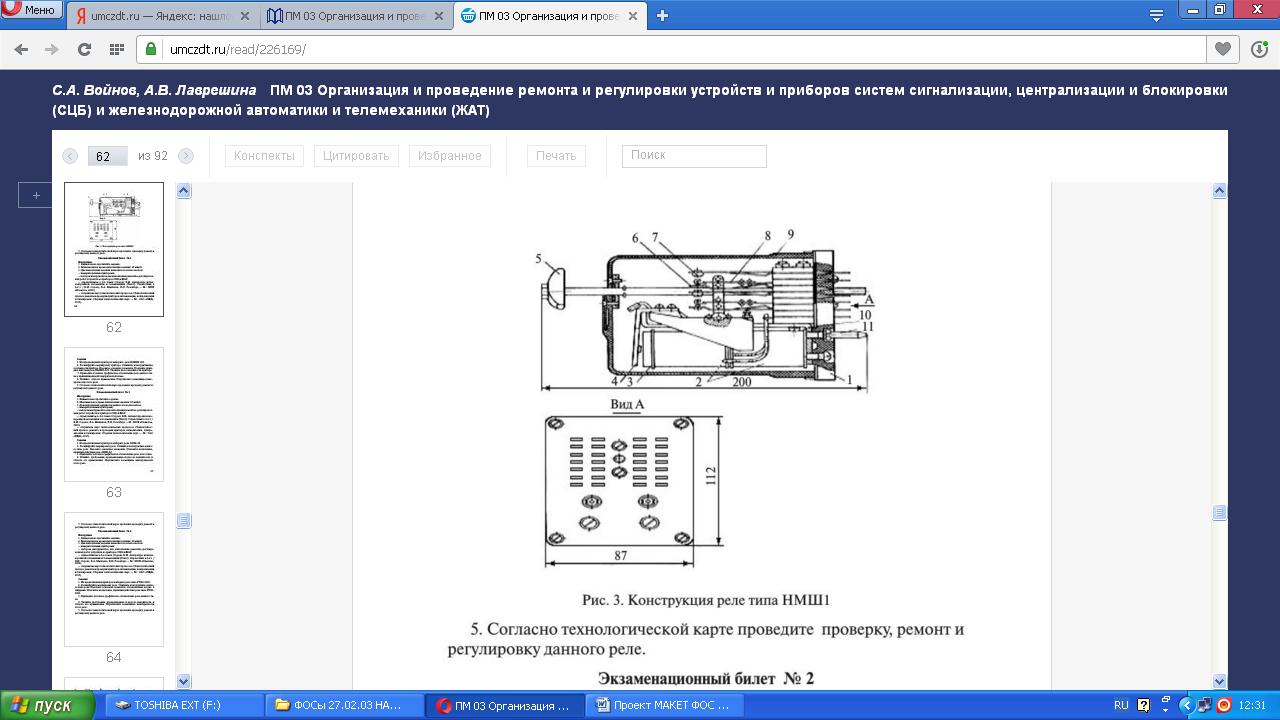 Меню
umczdt.ru — Яндекс: нашло
ПМ 03 Организация и прове
ПМ 03 Организация и прове
umczdt.ru/read/226169/
С.А. Войнов, А.В. Лаврешина ПМ 03 Организация и проведение ремонта и регулировки устройств и приборов систем сигнализации, централизации и блокировки
(СЦБ) и железнодорожной автоматики и телемеханики (ЖАТ)
62 из 92 Конспекты Цитировать Избранное Печать Поиск
+
62
63
64
5 6 7 8 9
А
10
11
4 3 2 200 1
Вид А
112
87
Рис. 3. Конструкция реле типа НМШ1
5. Согласно технологической карте проведите проверку, ремонт и
регулировку данного реле.
Экзаменационный билет № 2
пуск
TOSHIBA EXT (F:)
ФОСы 27.02.03 НА...
ПМ 03 Организация ...
Проект МАКЕТ ФОС ...
RU
12:31